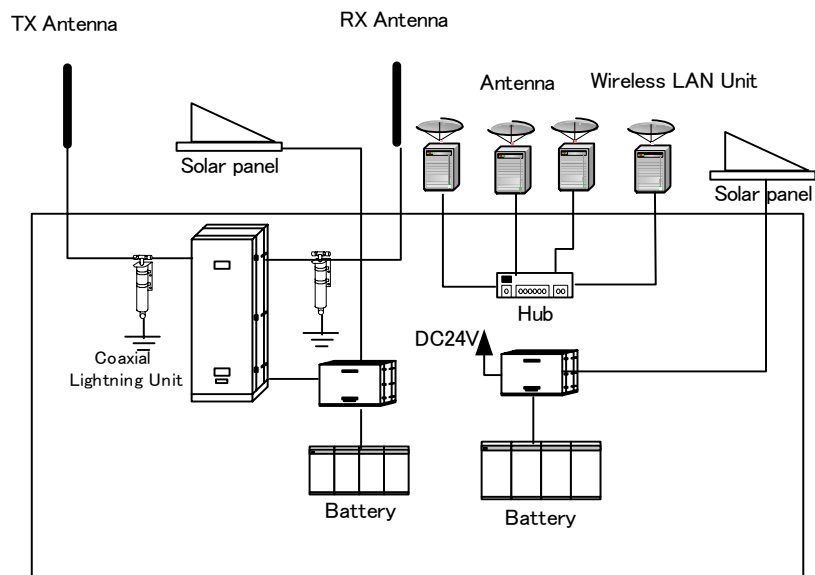 TX Antenna
RX Antenna
Antenna
Wireless LAN Unit
Solar panel
Solar panel
Hub
DC24V
Coaxial
Lightning Unit
Battery
Battery